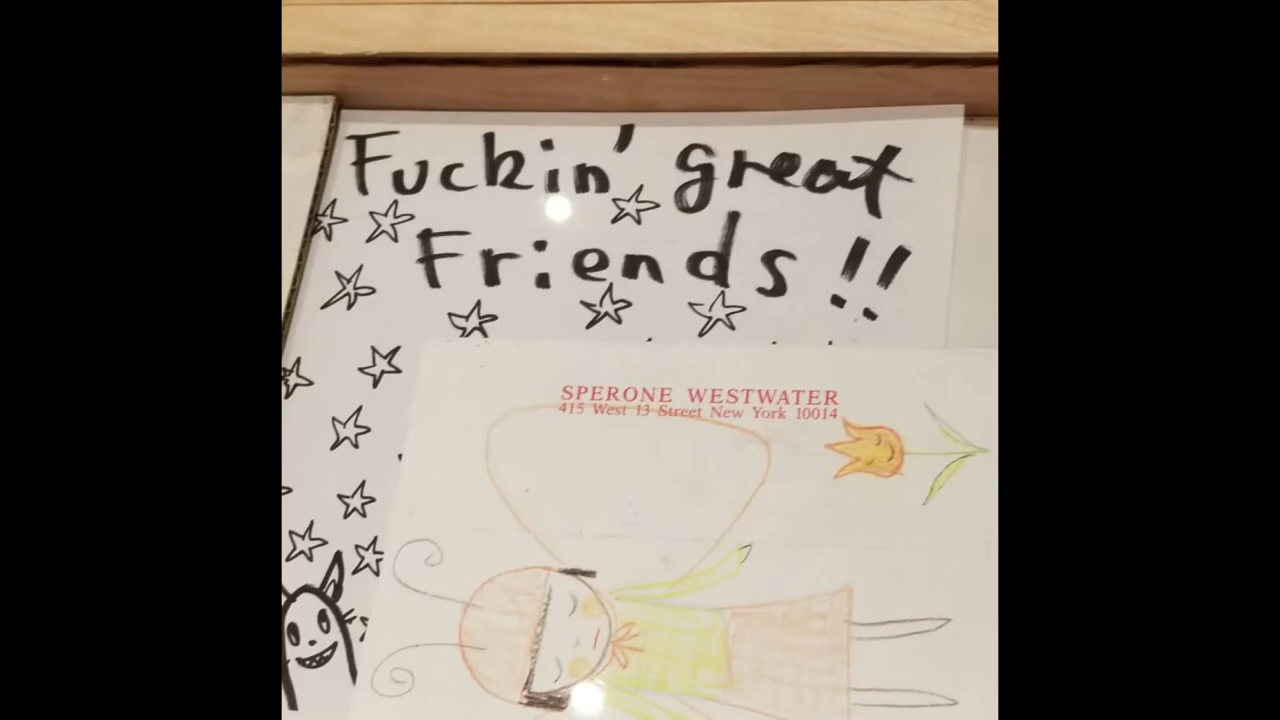 Fuckin' great
Friends !!
SPERONE WESTWATER
415 West 13 Street New York 10014